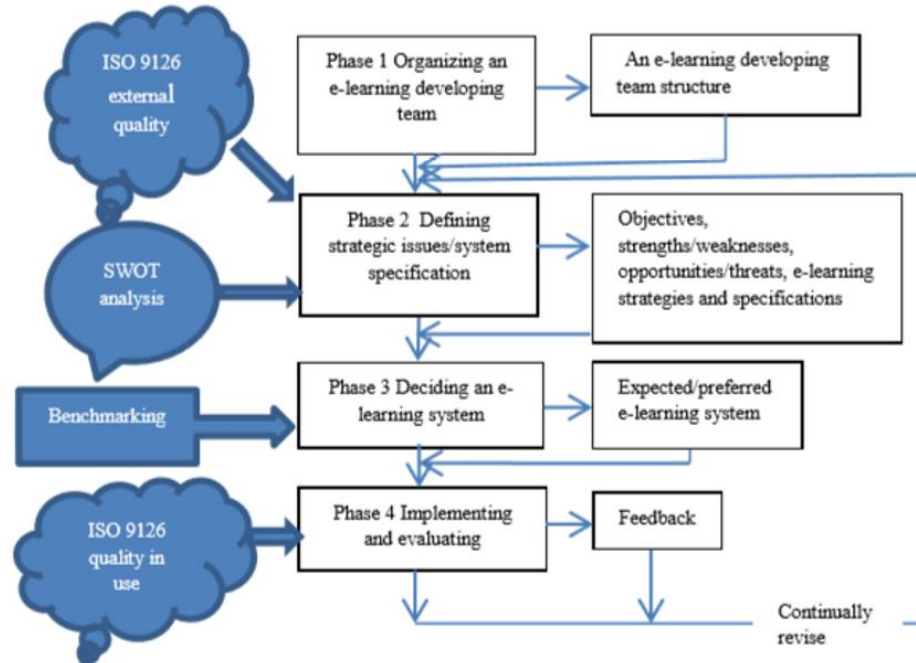 ISO 9126
external
quality
Phase 1 Organizing an
e-learning developing
team
An e-learning developing
team structure
SWOT
analysis
Phase 2 Defining
strategic issues/system
specification
Objectives,
strengths/weaknesses,
opportunities/threats, e-learning
strategies and specifications
Benchmarking
Phase 3 Deciding an e-
learning system
Expected/preferred
e-learning system
ISO 9126
quality in
use
Phase 4 Implementing
and evaluating
Feedback
Continually
revise